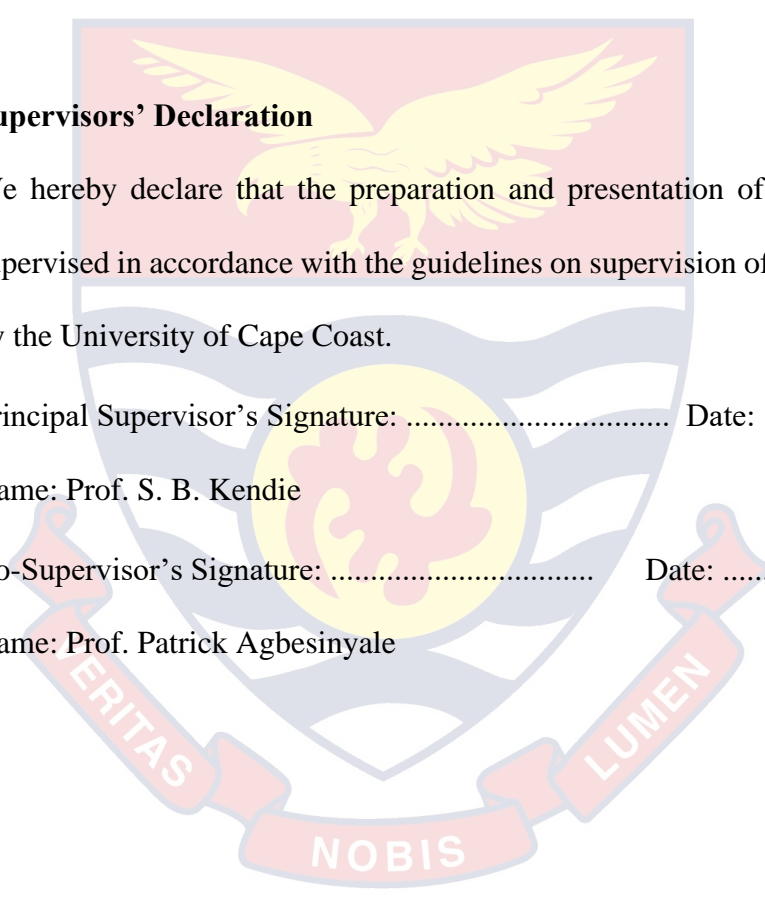 upervisors’ Declaration
e hereby declare that the preparation and presentation of
pervised in accordance with the guidelines on supervision of
the University of Cape Coast.
rincipal Supervisor’s Signature: ................................. Date:
ame: Prof. S. B. Kendie
o-Supervisor’s Signature: ................................. Date: .....
ame: Prof. Patrick Agbesinyale
VERITAS
NOBIS
LUMEN